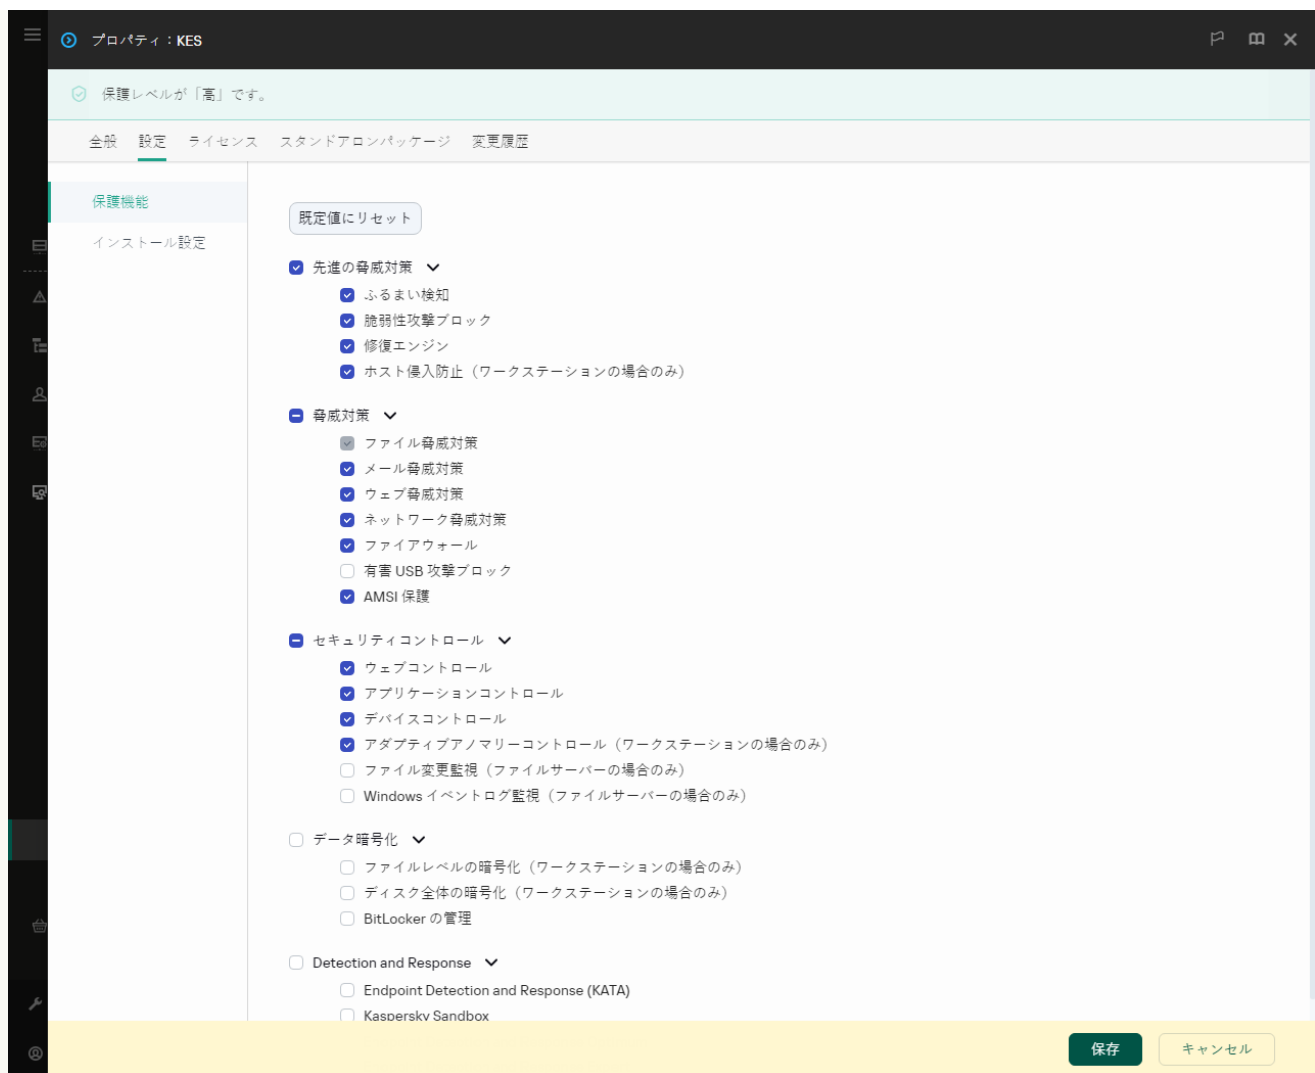 プロパティ：KES
保護レベルが「高」です。
全般 設定 ライセンス スタンドアロンパッケージ 変更履歴
保護機能
インストール設定
既定値にリセット
先進の脅威対策
ふるまい検知
脆弱性攻撃ブロック
修復エンジン
ホスト侵入防止（ワークステーションの場合のみ）
脅威対策
ファイル脅威対策
メール脅威対策
ウェブ脅威対策
ネットワーク脅威対策
ファイアウォール
有害 USB 攻撃ブロック
AMSI 保護
セキュリティコントロール
ウェブコントロール
アプリケーションコントロール
デバイスコントロール
アダプティブアノマリーコントロール（ワークステーションの場合のみ）
ファイル変更監視（ファイルサーバーの場合のみ）
Windows イベントログ監視（ファイルサーバーの場合のみ）
データ暗号化
ファイルレベルの暗号化（ワークステーションの場合のみ）
ディスク全体の暗号化（ワークステーションの場合のみ）
BitLocker の管理
Detection and Response
Endpoint Detection and Response (KATA)
Kaspersky Sandbox
保存 キャンセル